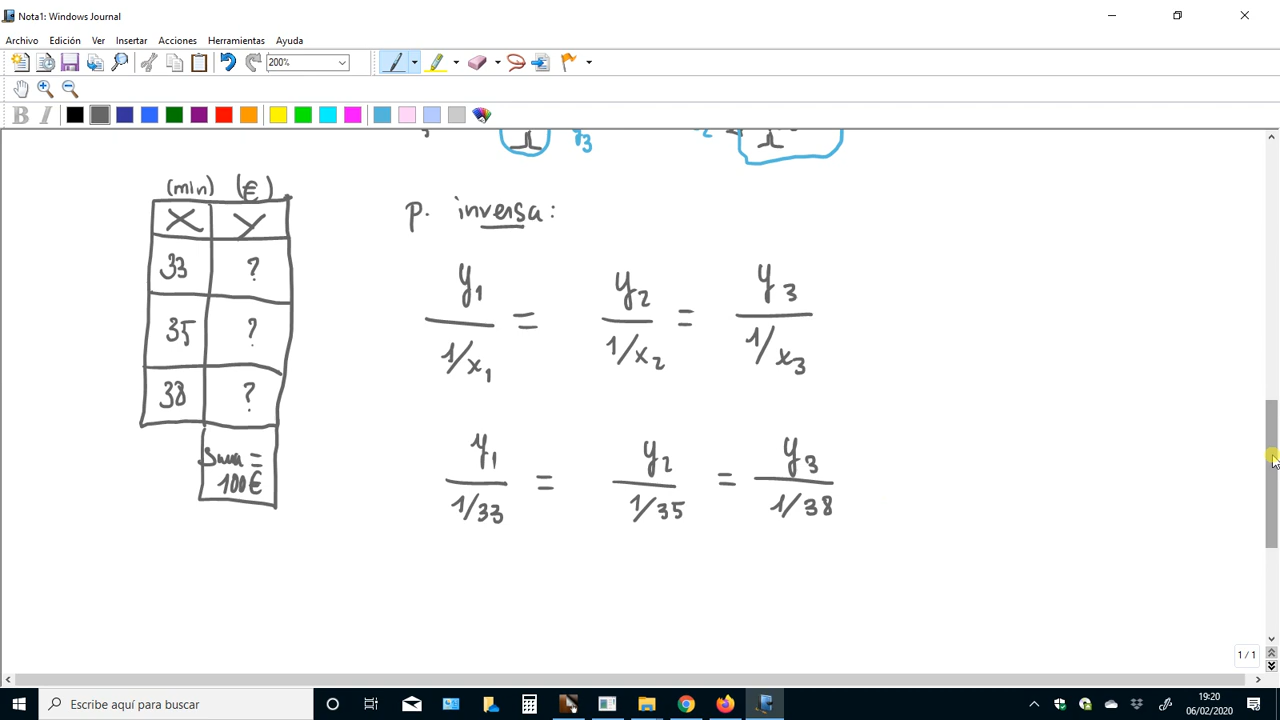 Nota1: Windows Journal
Archivo Edición Ver Insertar Acciones Herramientas Ayuda
200%
B I
y3
(min) (€)
X Y
33 ?
35 ?
38 ?
Suma =
100€
p. inversa:
y1 / 1/x1 = y2 / 1/x2 = y3 / 1/x3
y1 / 1/33 = y2 / 1/35 = y3 / 1/38
1 / 1
Escribe aquí para buscar
19:20
06/02/2020